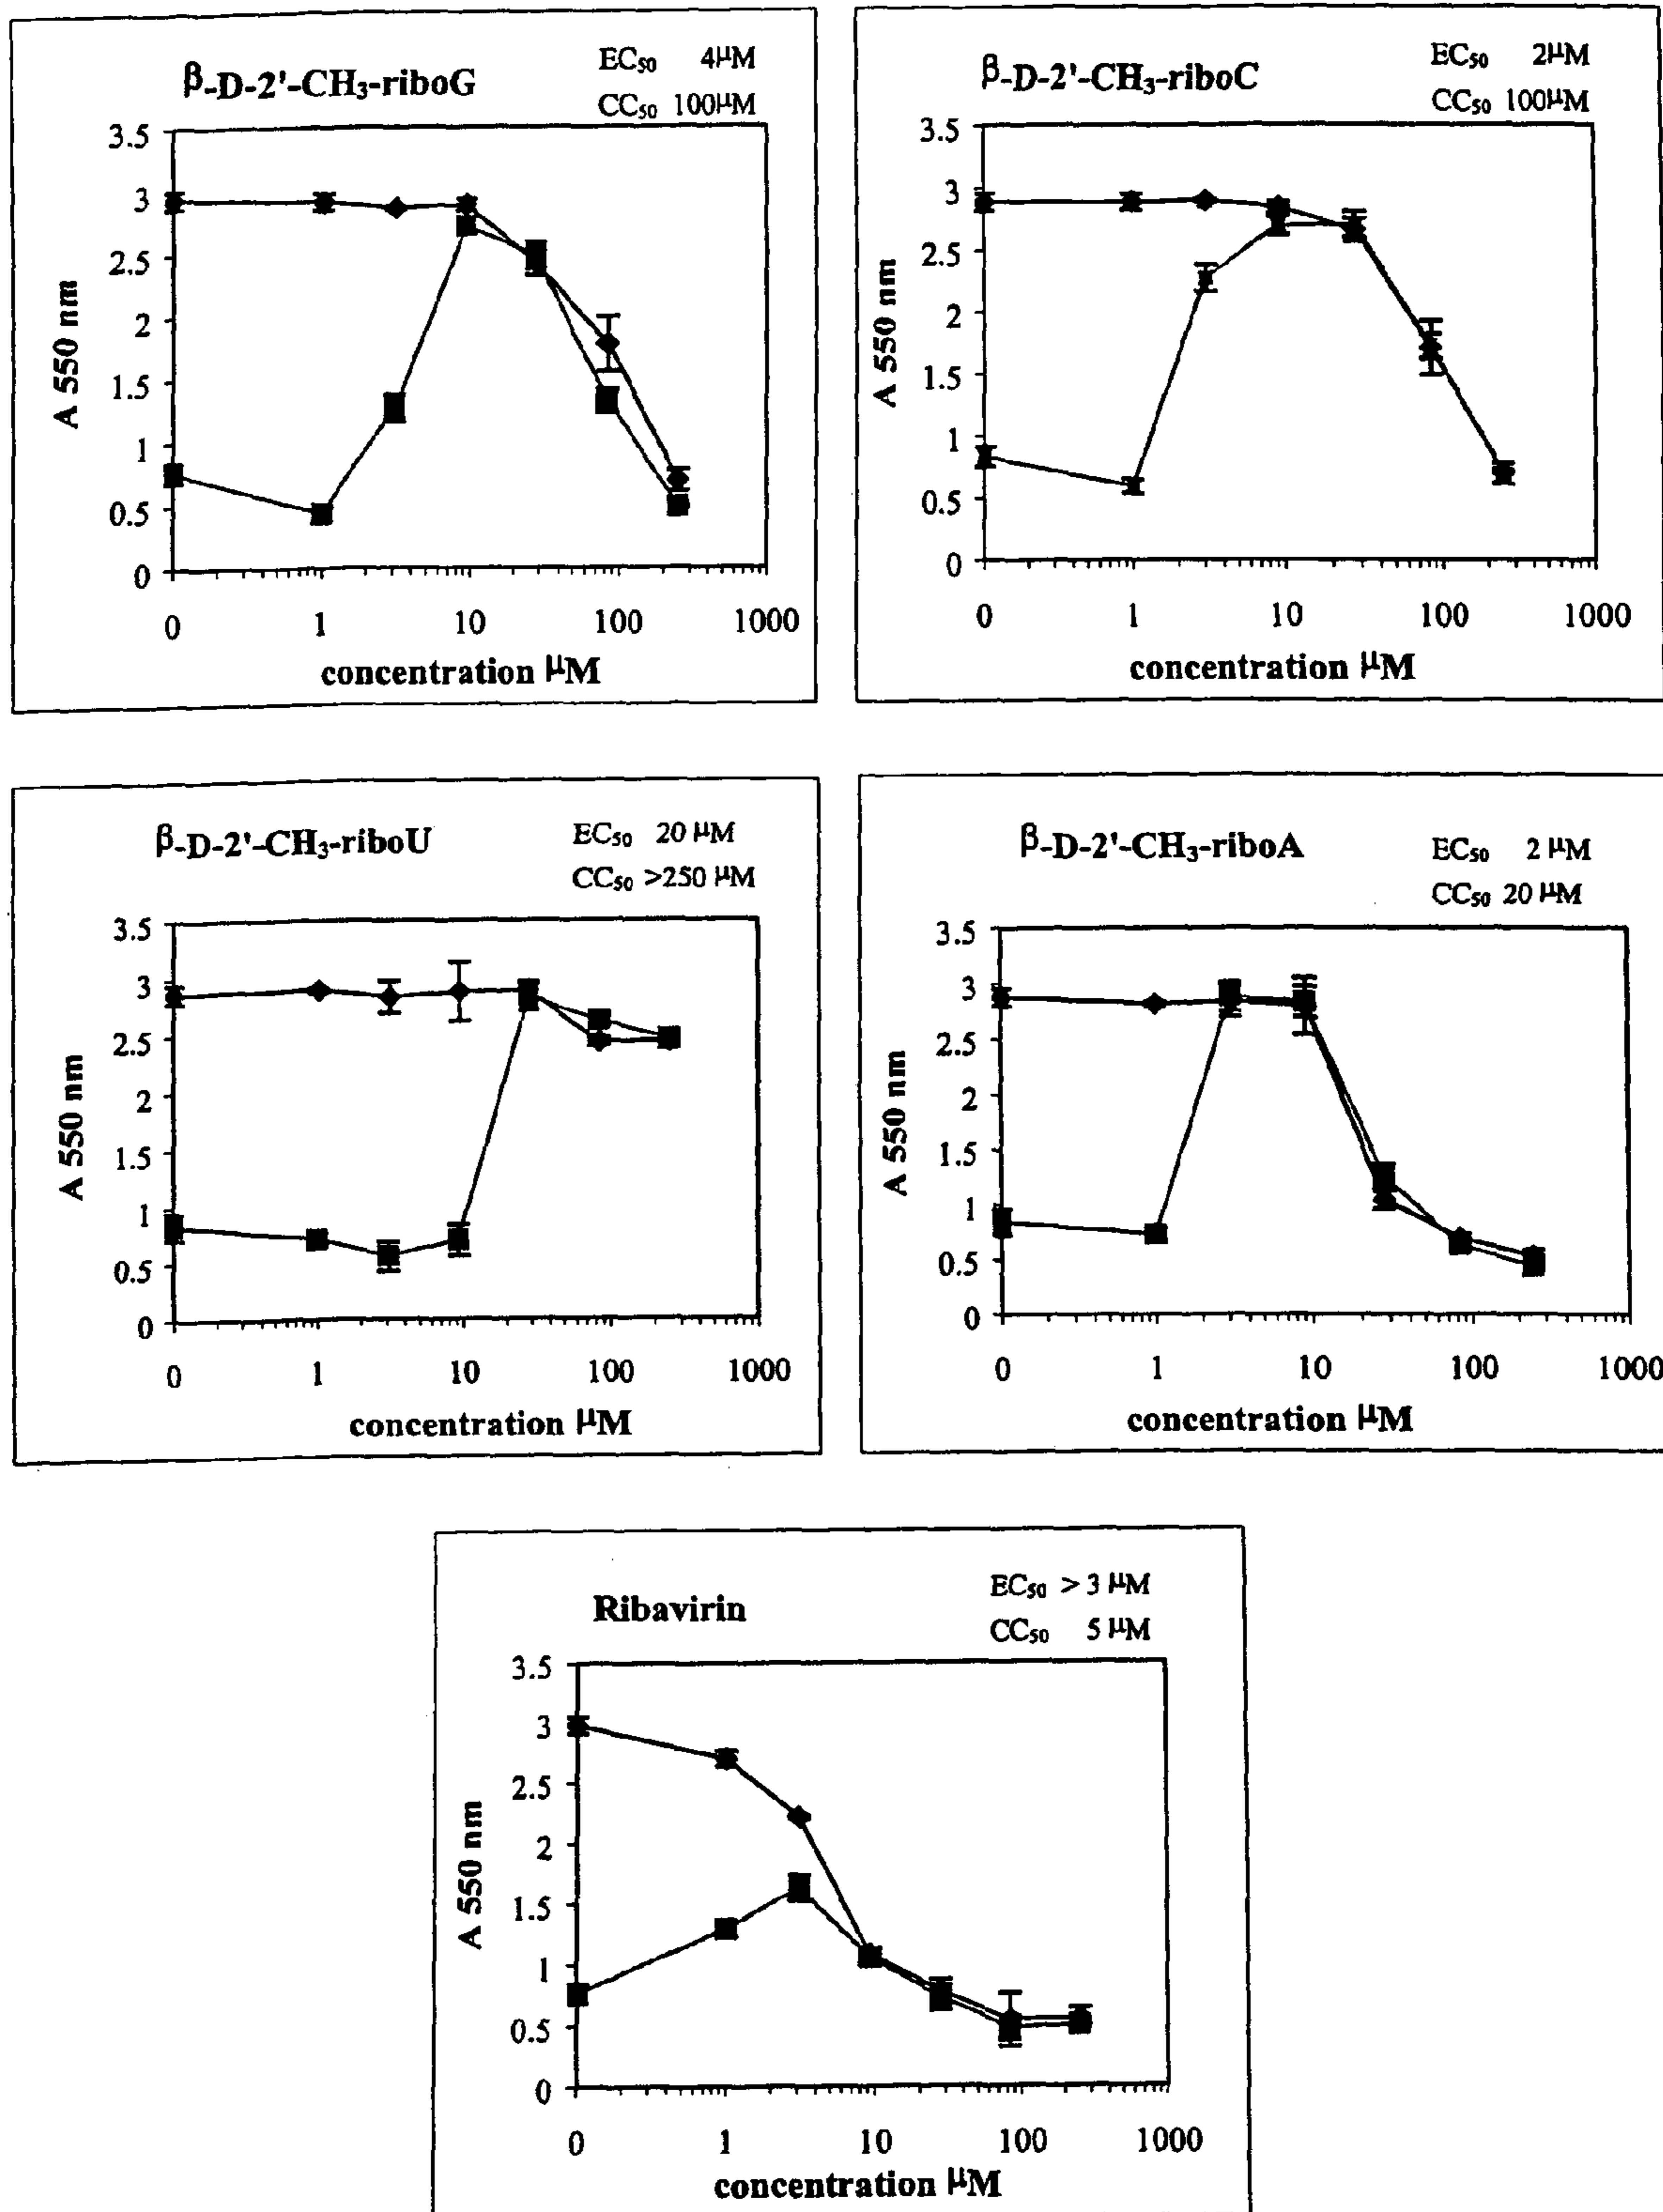 β-D-2'-CH₃-riboG
EC₅₀ 4μM
CC₅₀ 100μM
3.5
3
2.5
2
1.5
1
0.5
0
A 550 nm
0 1 10 100 1000
concentration μM
β-D-2'-CH₃-riboC
EC₅₀ 2μM
CC₅₀ 100μM
3.5
3
2.5
2
1.5
1
0.5
0
A 550 nm
0 1 10 100 1000
concentration μM
β-D-2'-CH₃-riboU
EC₅₀ 20 μM
CC₅₀ >250 μM
3.5
3
2.5
2
1.5
1
0.5
0
A 550 nm
0 1 10 100 1000
concentration μM
β-D-2'-CH₃-riboA
EC₅₀ 2 μM
CC₅₀ 20 μM
3.5
3
2.5
2
1.5
1
0.5
0
A 550 nm
0 1 10 100 1000
concentration μM
Ribavirin
EC₅₀ > 3 μM
CC₅₀ 5 μM
3.5
3
2.5
2
1.5
1
0.5
0
A 550 nm
0 1 10 100 1000
concentration μM